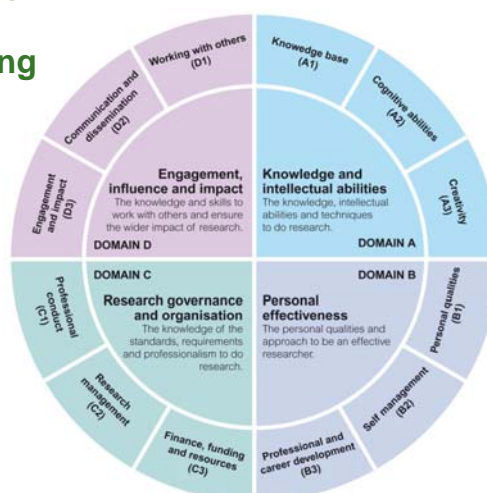 ng
Working with others
(D1)
Communication and
dissemination
(D2)
Engagement
and impact
(D3)
Knowedge base
(A1)
Cognitive abilities
(A2)
Creativity
(A3)
Engagement,
influence and impact
The knowledge and skills to
work with others and ensure
the wider impact of research.
DOMAIN D
Knowledge and
intellectual abilities
The knowledge, intellectual
abilities and techniques
to do research.
DOMAIN A
DOMAIN C
Research governance
and organisation
The knowledge of the
standards, requirements
and professionalism to do
research.
DOMAIN B
Personal
effectiveness
The personal qualities and
approach to be an effective
researcher.
Professional
conduct
(C1)
Research
management
(C2)
Finance, funding
and resources
(C3)
Personal qualities
(B1)
Self management
(B2)
Professional and
career development
(B3)